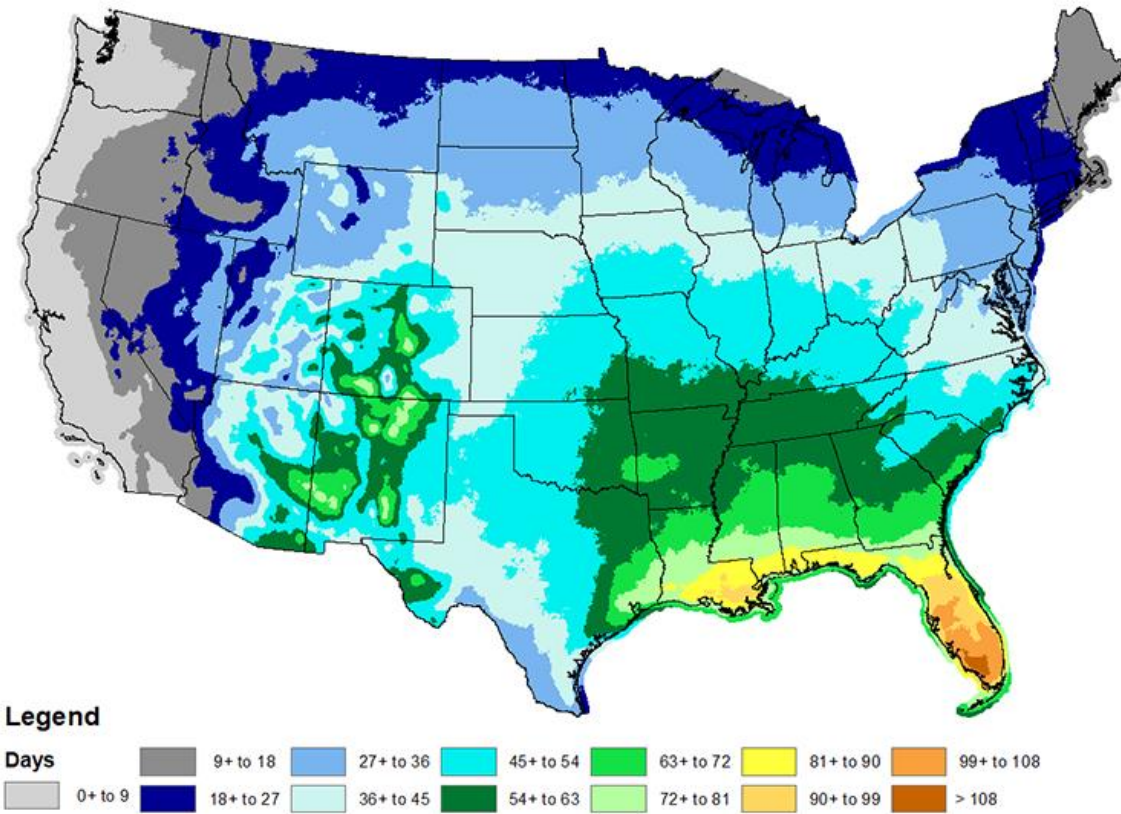 Legend
Days
0+ to 9
9+ to 18
18+ to 27
27+ to 36
36+ to 45
45+ to 54
54+ to 63
63+ to 72
72+ to 81
81+ to 90
90+ to 99
99+ to 108
> 108